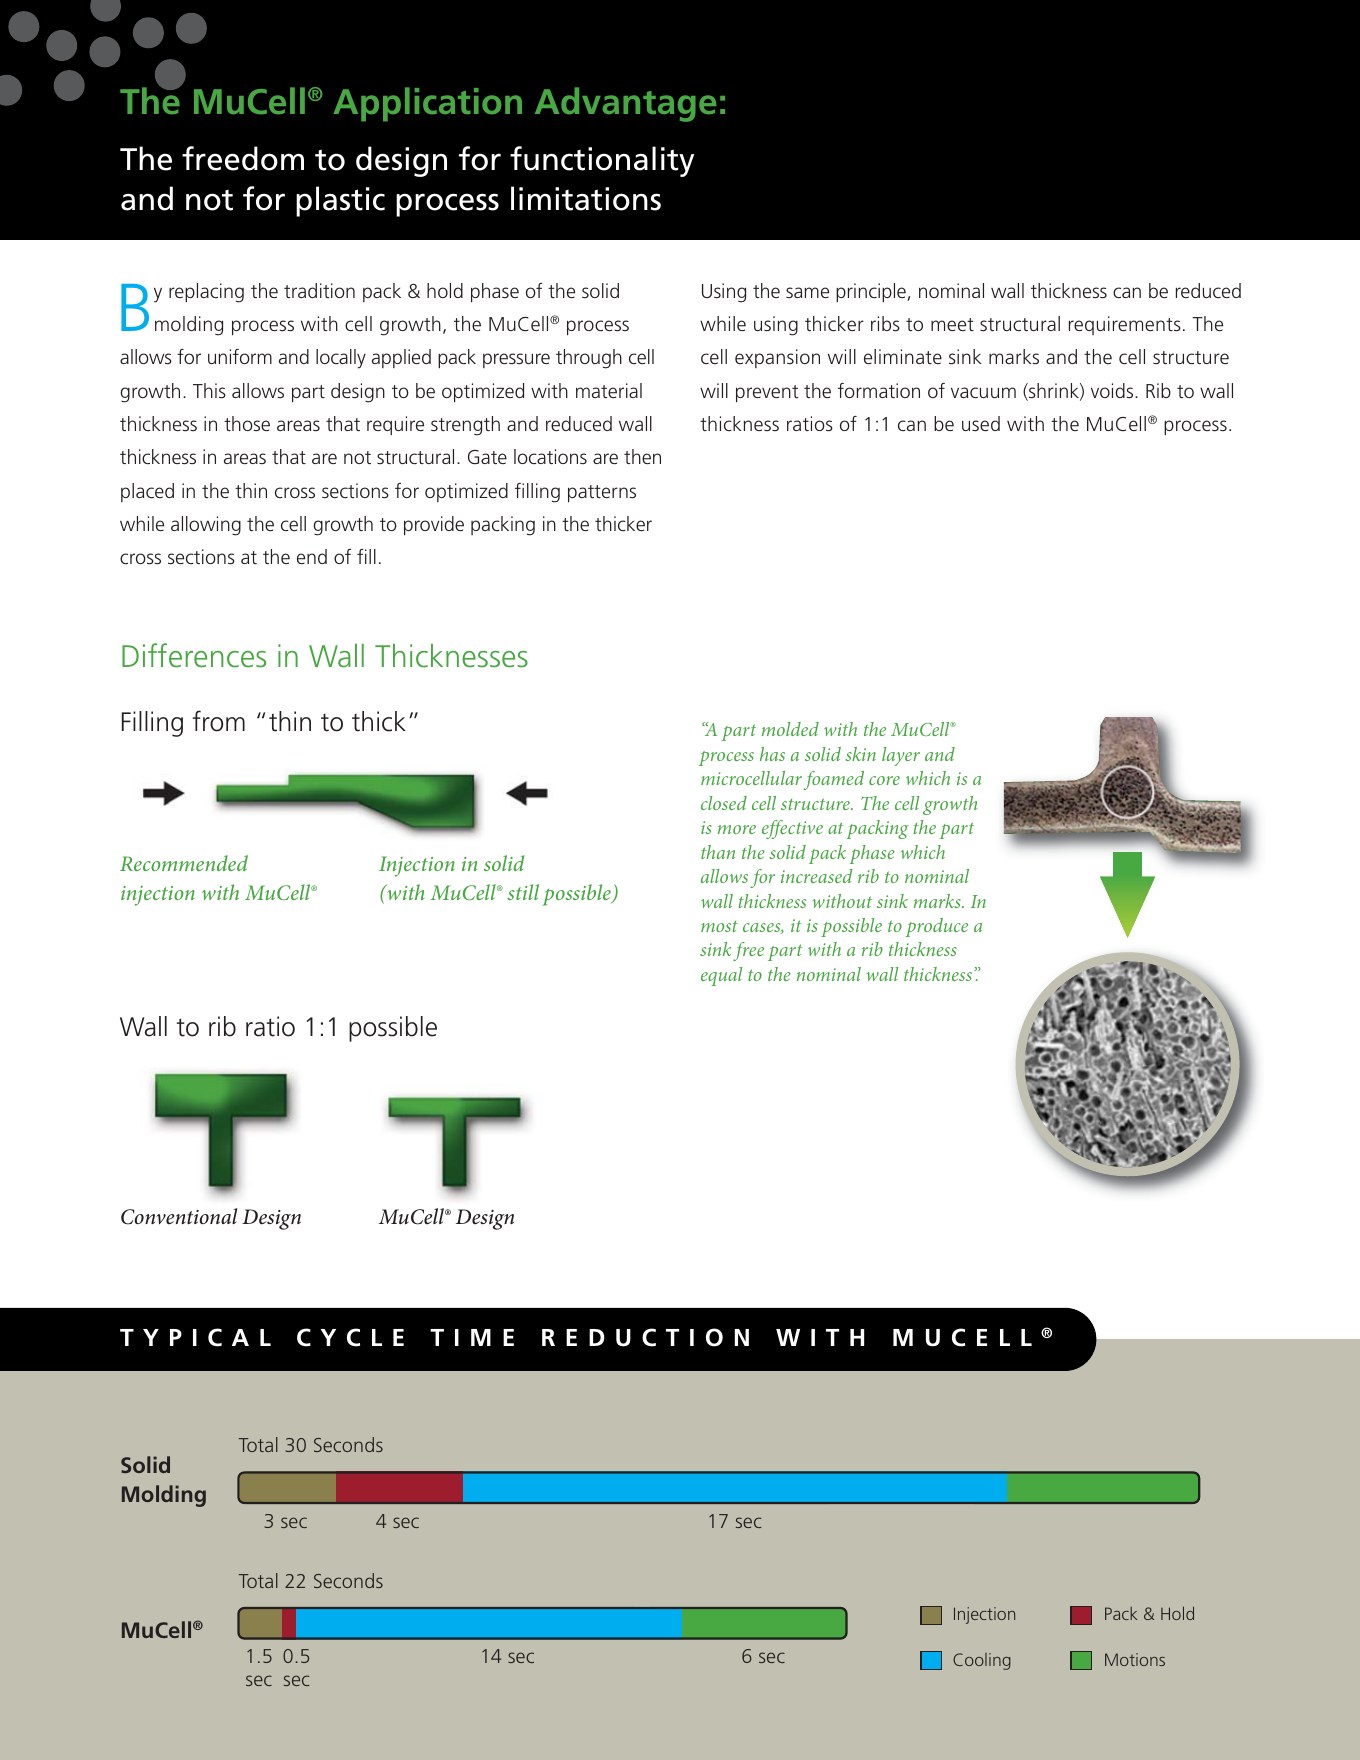 The MuCell® Application Advantage:
The freedom to design for functionality
and not for plastic process limitations
By replacing the tradition pack & hold phase of the solid
molding process with cell growth, the MuCell® process
allows for uniform and locally applied pack pressure through cell
growth. This allows part design to be optimized with material
thickness in those areas that require strength and reduced wall
thickness in areas that are not structural. Gate locations are then
placed in the thin cross sections for optimized filling patterns
while allowing the cell growth to provide packing in the thicker
cross sections at the end of fill.
Using the same principle, nominal wall thickness can be reduced
while using thicker ribs to meet structural requirements. The
cell expansion will eliminate sink marks and the cell structure
will prevent the formation of vacuum (shrink) voids. Rib to wall
thickness ratios of 1:1 can be used with the MuCell® process.
Differences in Wall Thicknesses
Filling from “thin to thick”
Recommended
injection with MuCell®
Injection in solid
(with MuCell® still possible)
“A part molded with the MuCell®
process has a solid skin layer and
microcellular foamed core which is a
closed cell structure. The cell growth
is more effective at packing the part
than the solid pack phase which
allows for increased rib to nominal
wall thickness without sink marks. In
most cases, it is possible to produce a
sink free part with a rib thickness
equal to the nominal wall thickness”.
Wall to rib ratio 1:1 possible
Conventional Design
MuCell® Design
TYPICAL CYCLE TIME REDUCTION WITH MUCELL®
Total 30 Seconds
Solid
Molding
3 sec
4 sec
17 sec
Total 22 Seconds
MuCell®
1.5
sec
0.5
sec
14 sec
6 sec
Injection
Pack & Hold
Cooling
Motions